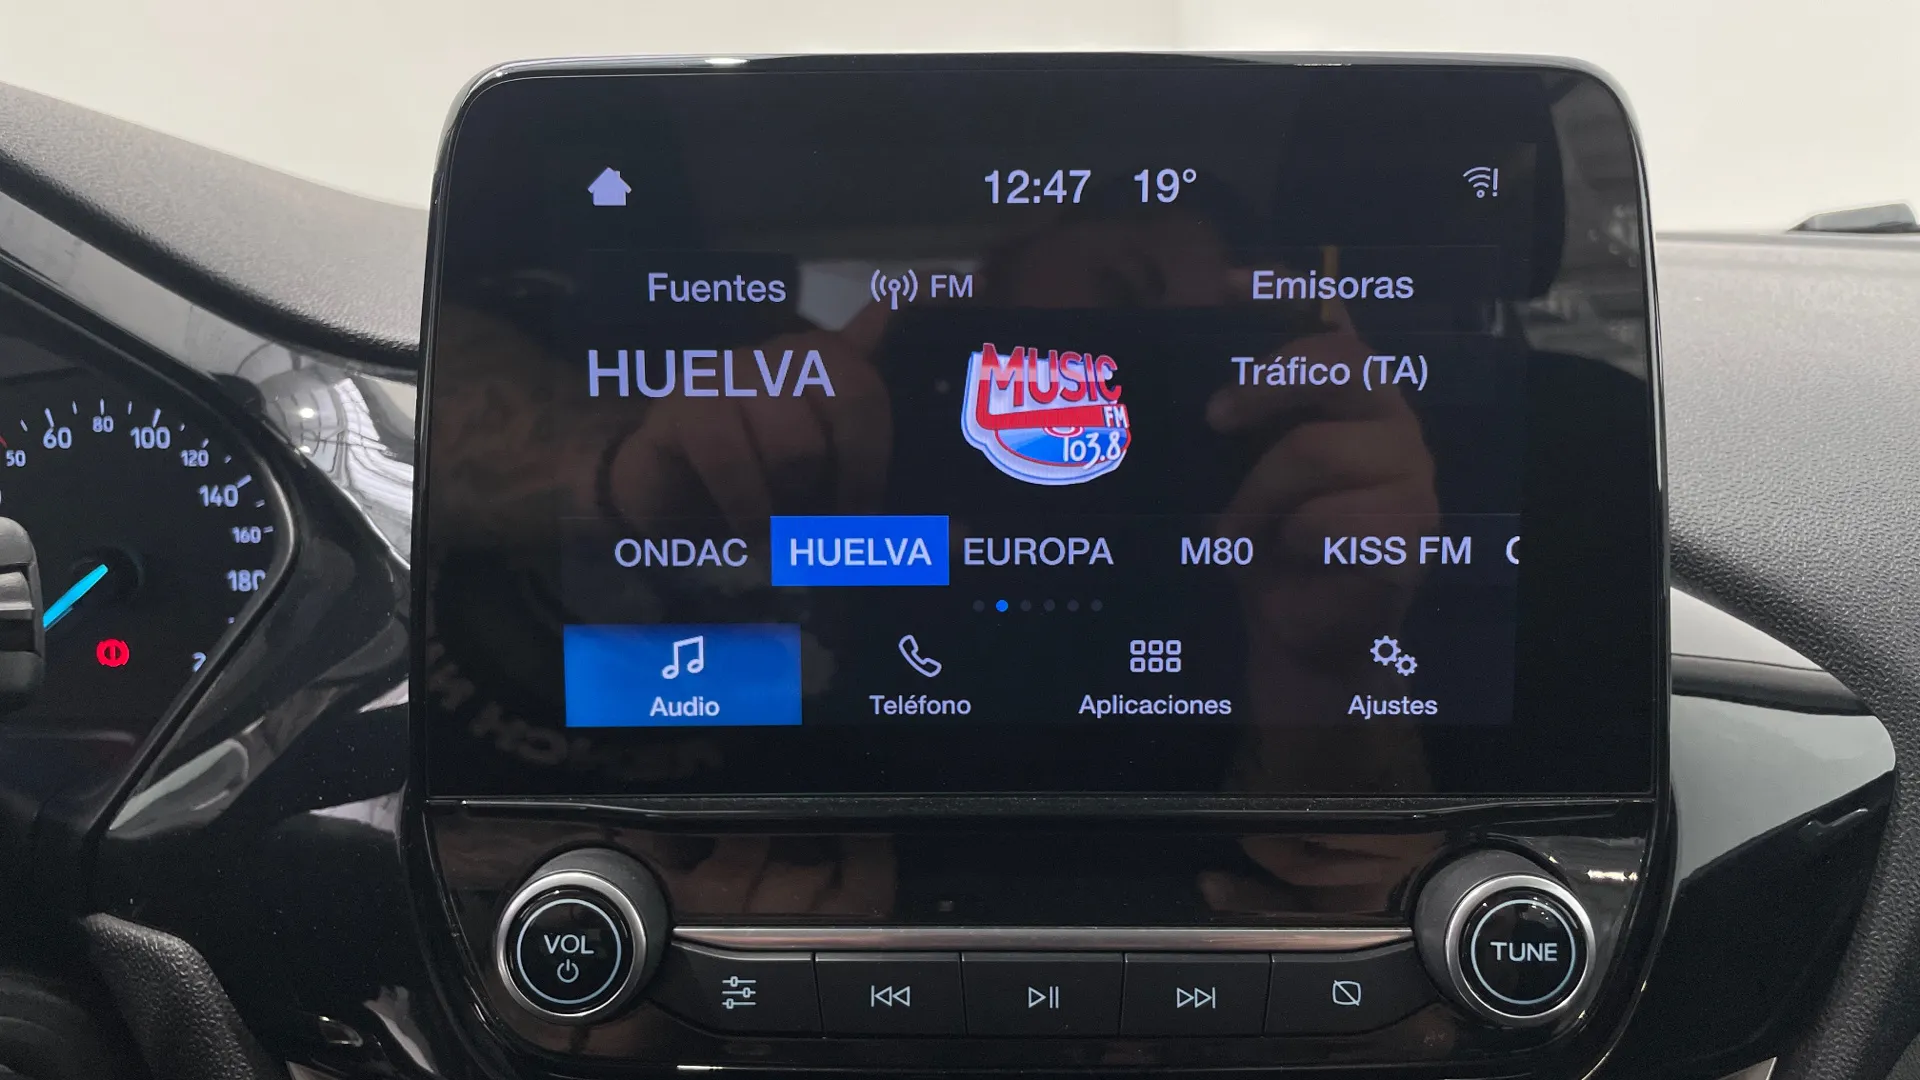 12:47 19°
Fuentes FM Emisoras
HUELVA
MUSIC
FM
103.8
Tráfico (TA)
ONDAC HUELVA EUROPA M80 KISS FM
Audio Teléfono Aplicaciones Ajustes
VOL
TUNE
50 60 80 100 120 140 160 180